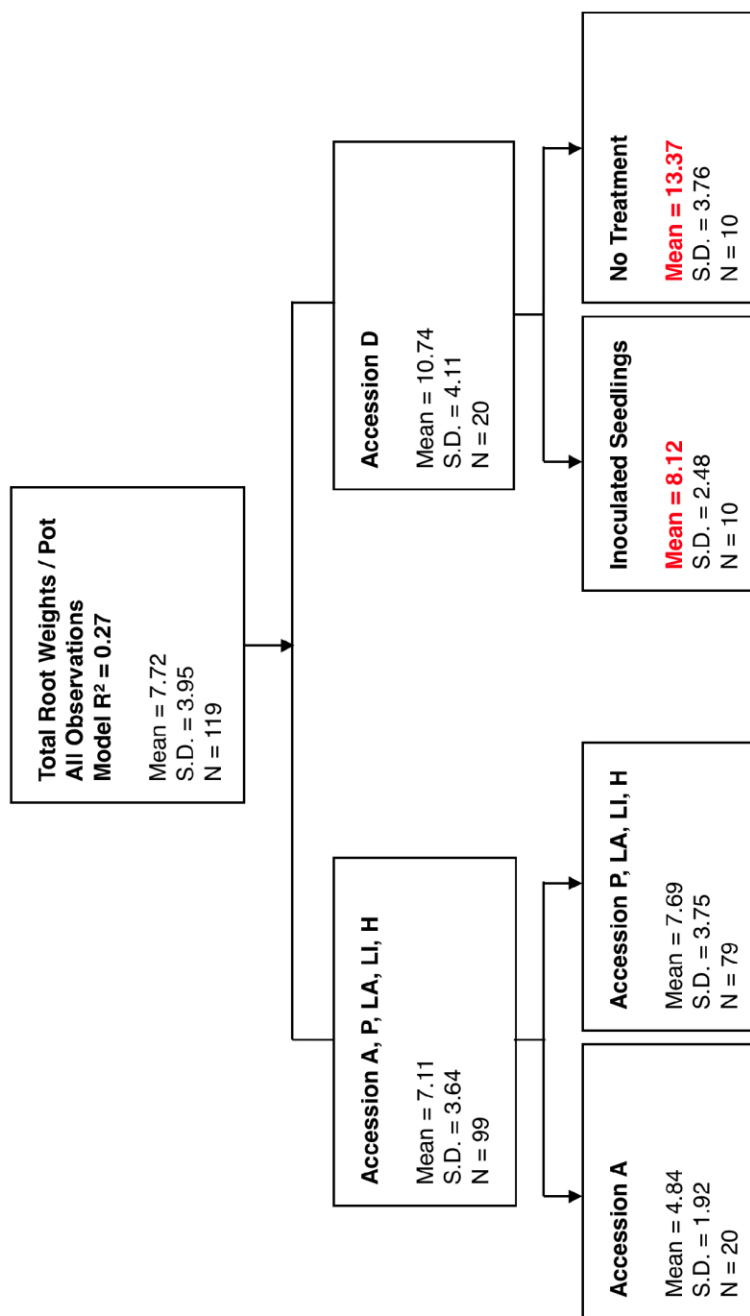 Total Root Weights / Pot
All Observations
Model R² = 0.27
Mean = 7.72
S.D. = 3.95
N = 119
Accession A, P, LA, LI, H
Mean = 7.11
S.D. = 3.64
N = 99
Accession D
Mean = 10.74
S.D. = 4.11
N = 20
Accession A
Mean = 4.84
S.D. = 1.92
N = 20
Accession P, LA, LI, H
Mean = 7.69
S.D. = 3.75
N = 79
Inoculated Seedlings
Mean = 8.12
S.D. = 2.48
N = 10
No Treatment
Mean = 13.37
S.D. = 3.76
N = 10